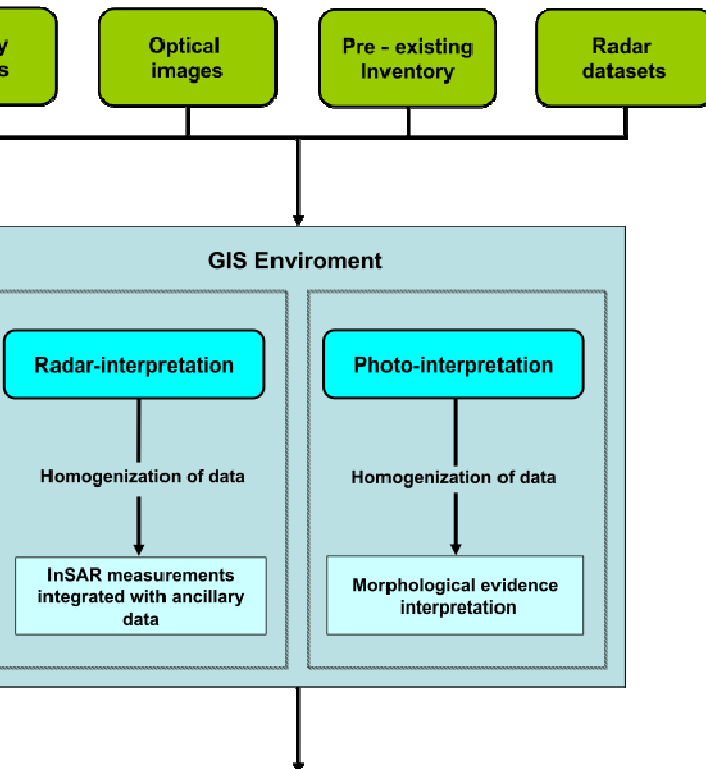 Optical
images
Pre - existing
Inventory
Radar
datasets
GIS Enviroment
Radar-interpretation
Photo-interpretation
Homogenization of data
Homogenization of data
InSAR measurements
integrated with ancillary
data
Morphological evidence
interpretation